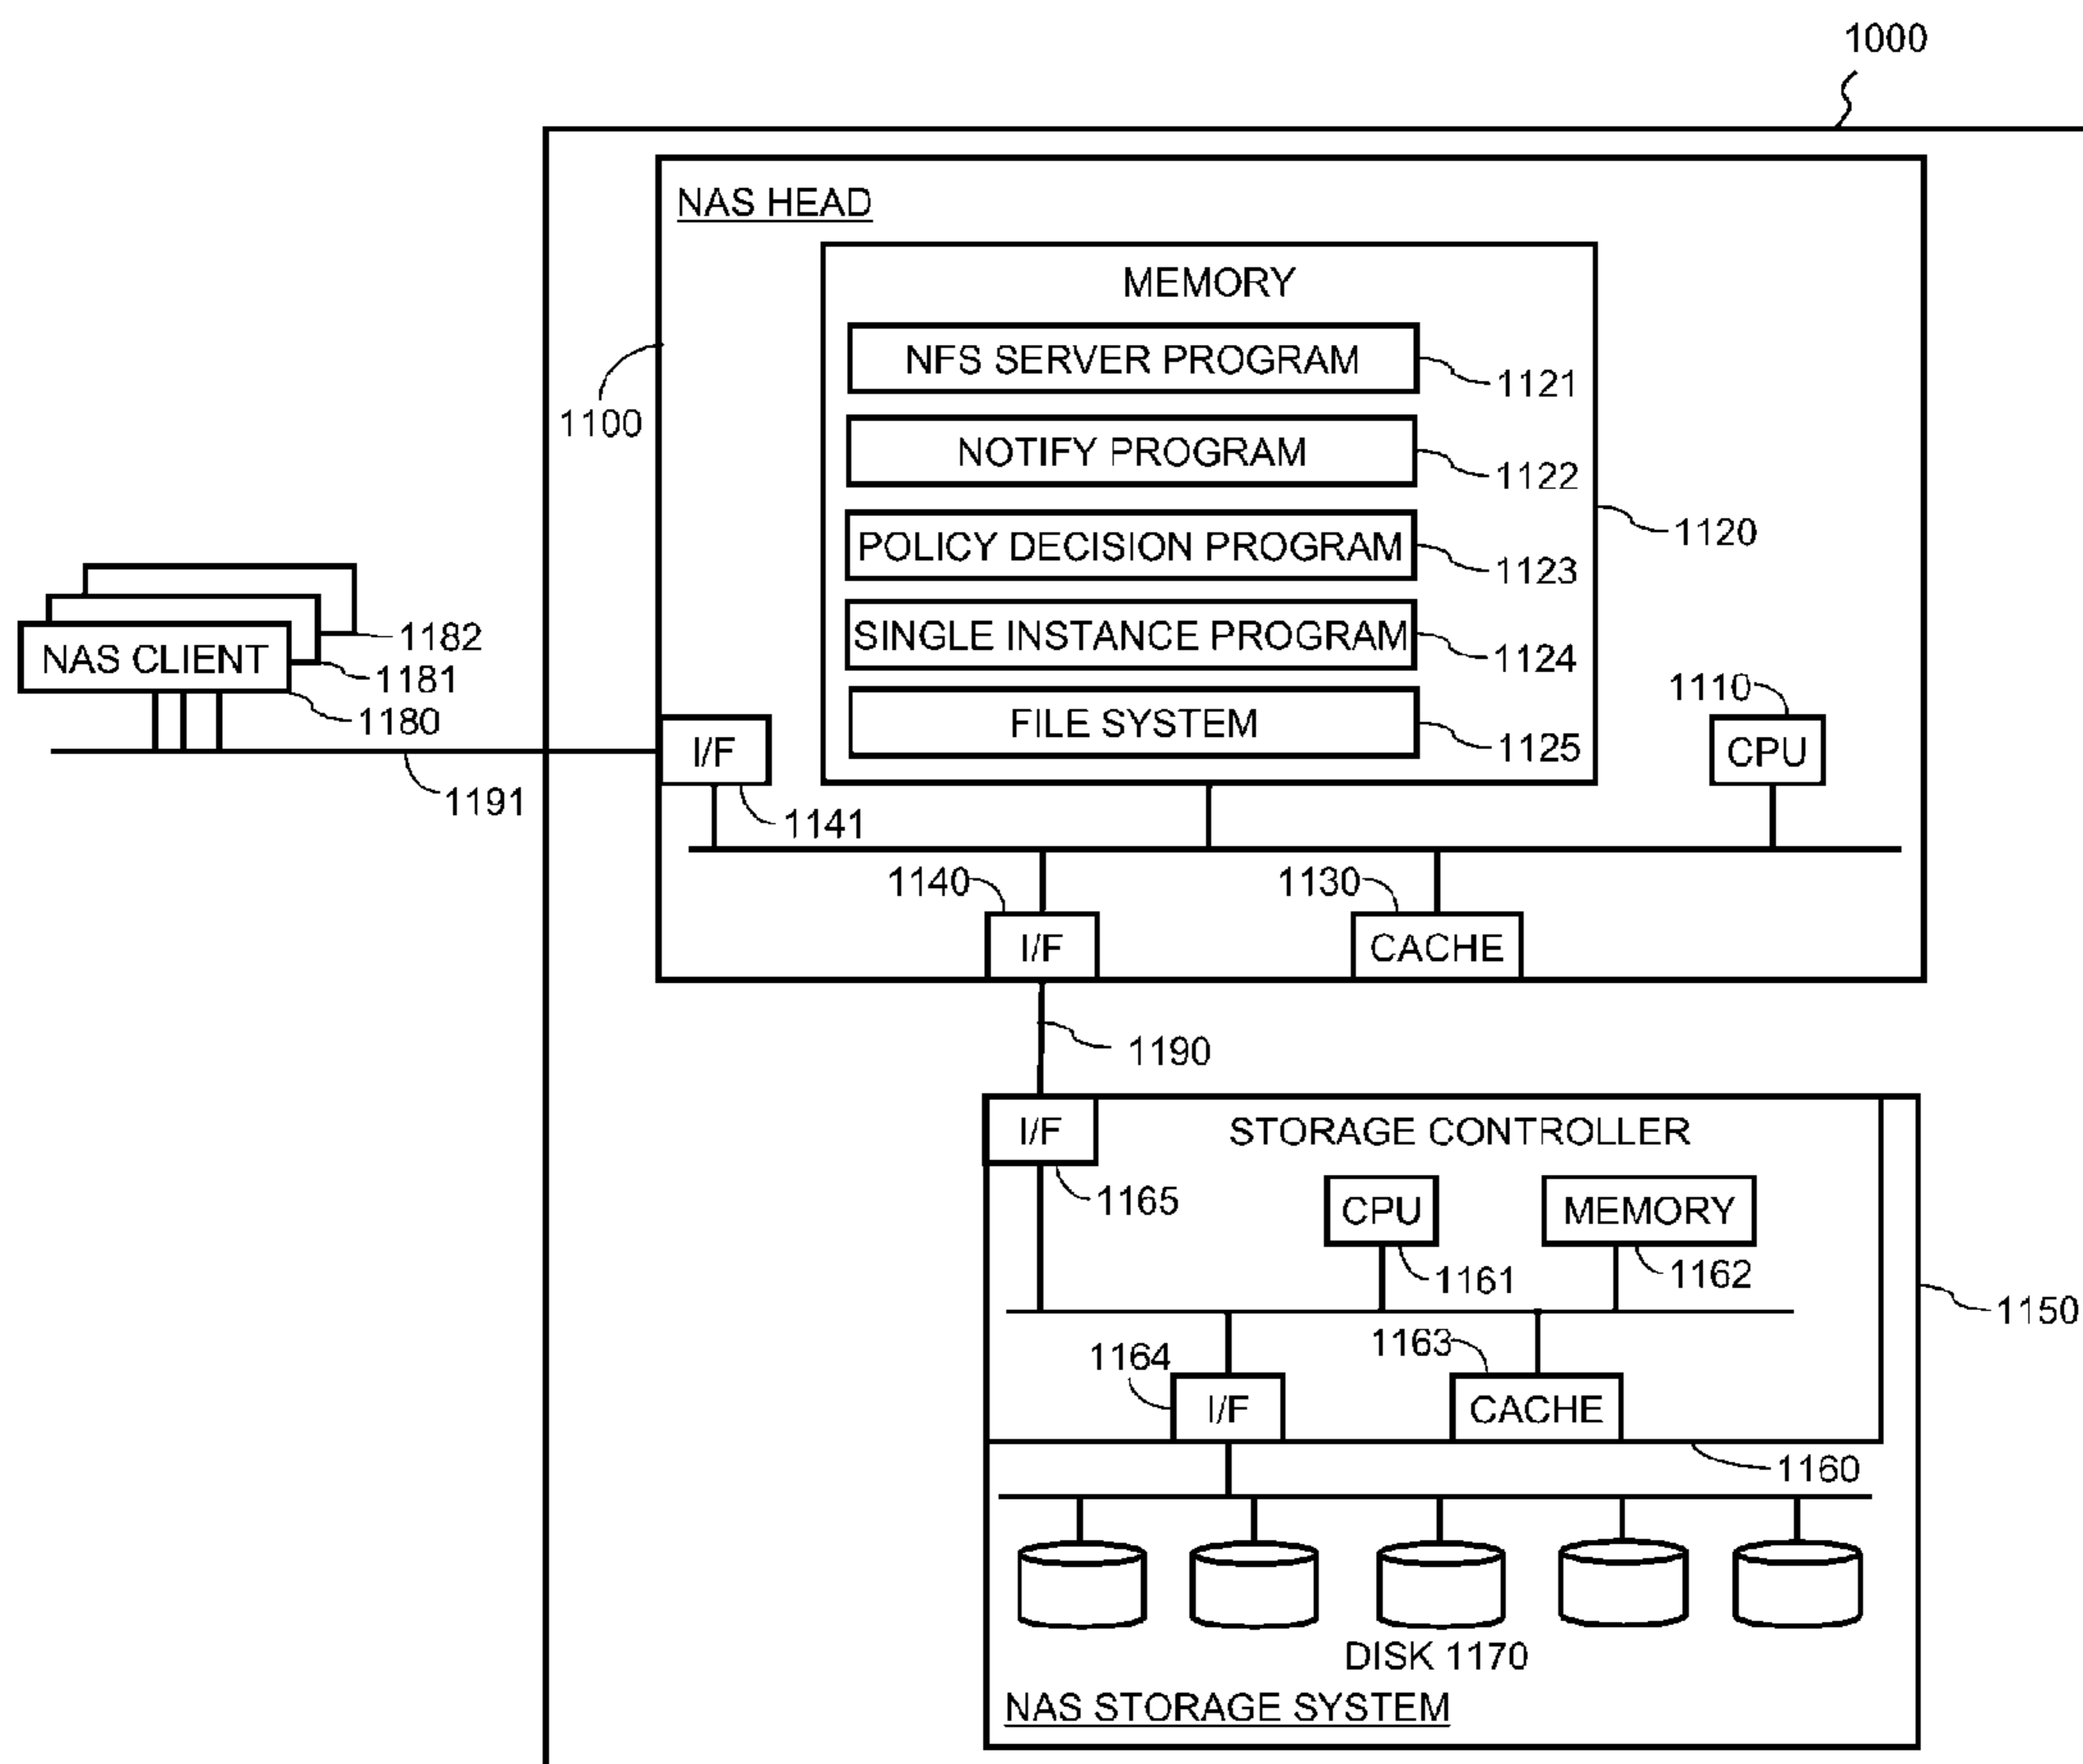 1000
NAS HEAD
MEMORY
NFS SERVER PROGRAM
1121
1100
NOTIFY PROGRAM
1122
1120
POLICY DECISION PROGRAM
1123
SINGLE INSTANCE PROGRAM
1124
1182
NAS CLIENT
1181
1180
1110
FILE SYSTEM
1125
I/F
CPU
1191
1141
1140
1130
I/F
CACHE
1190
I/F
STORAGE CONTROLLER
1165
CPU
MEMORY
1161
1162
1150
1164
1163
I/F
CACHE
1160
DISK 1170
NAS STORAGE SYSTEM